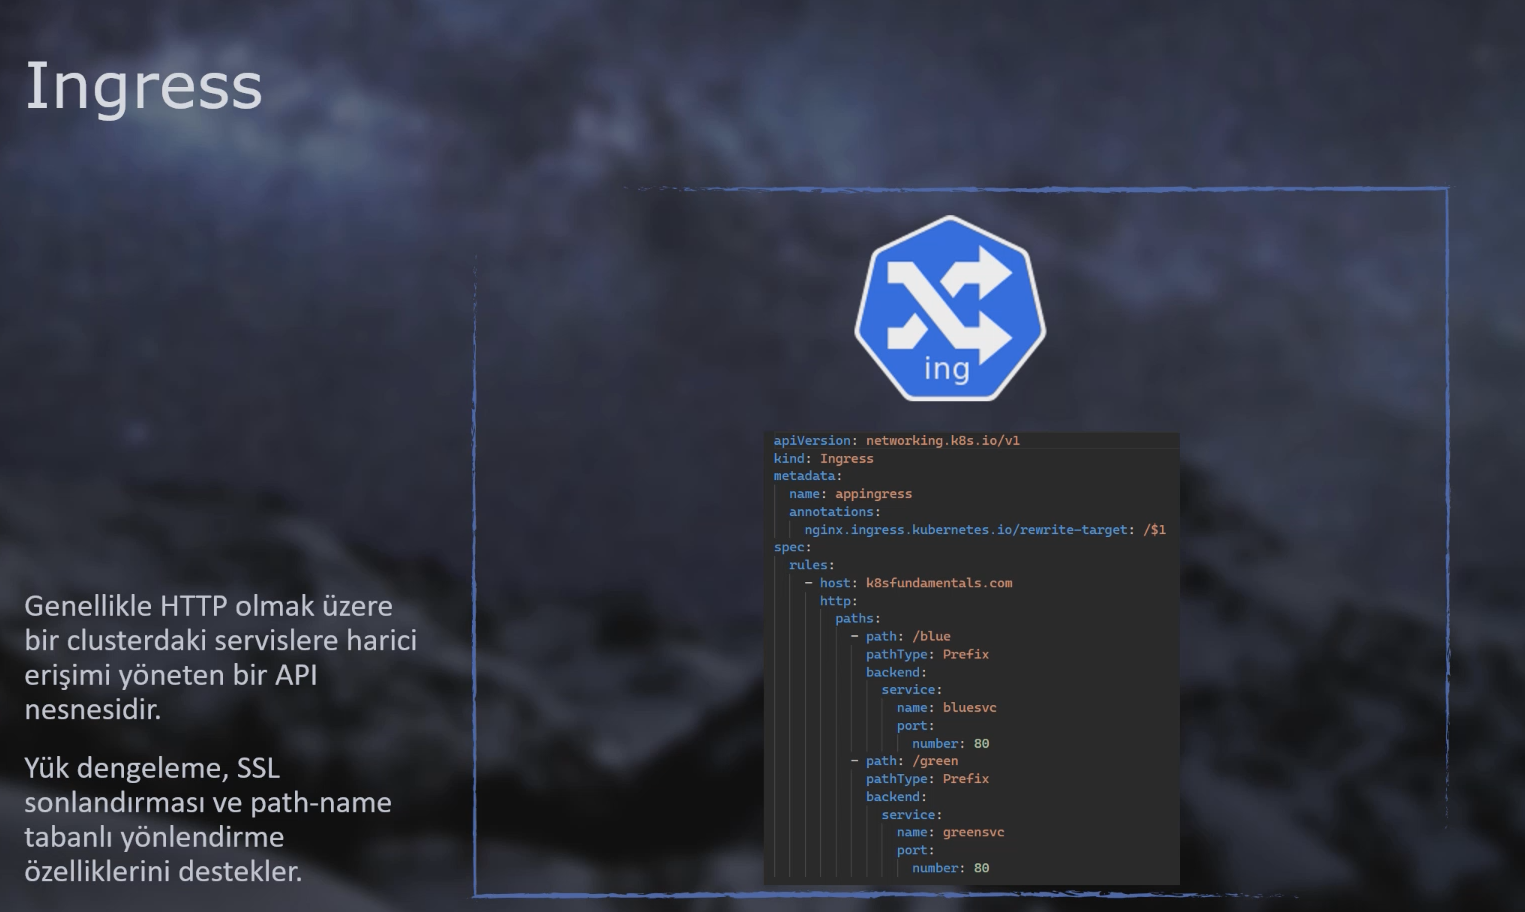 Ingress
ing
apiVersion: networking.k8s.io/v1
kind: Ingress
metadata:
  name: appingress
  annotations:
    nginx.ingress.kubernetes.io/rewrite-target: /$1
spec:
  rules:
    - host: k8sfundamentals.com
      http:
        paths:
          - path: /blue
            pathType: Prefix
            backend:
              service:
                name: bluesvc
                port:
                  number: 80
          - path: /green
            pathType: Prefix
            backend:
              service:
                name: greensvc
                port:
                  number: 80
Genellikle HTTP olmak üzere
bir clusterdaki servislere harici
erişimi yöneten bir API
nesnesidir.
Yük dengeleme, SSL
sonlandırması ve path-name
tabanlı yönlendirme
özelliklerini destekler.